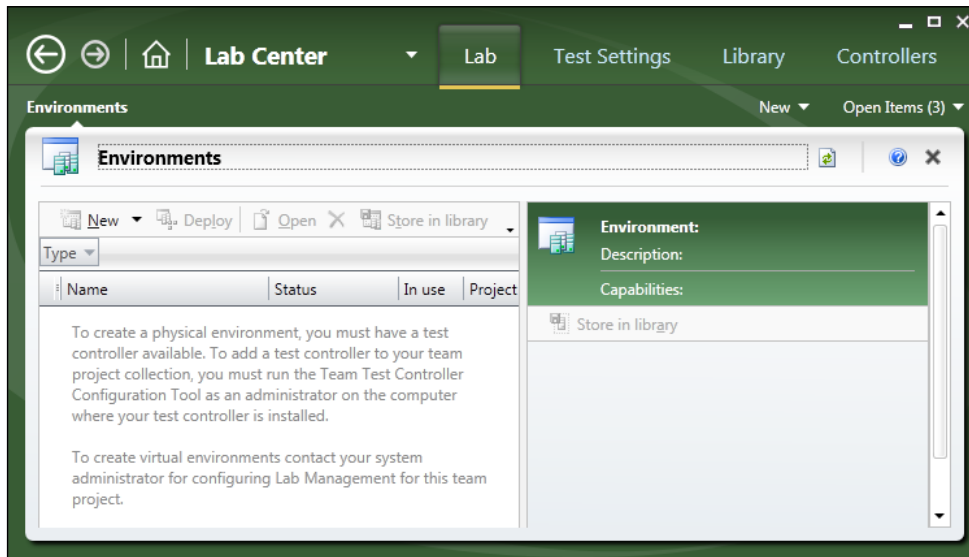 Lab Center Lab Test Settings Library Controllers
Environments New Open Items (3)
Environments
New Deploy Open Store in library
Type
Name Status In use Project
To create a physical environment, you must have a test
controller available. To add a test controller to your team
project collection, you must run the Team Test Controller
Configuration Tool as an administrator on the computer
where your test controller is installed.
To create virtual environments contact your system
administrator for configuring Lab Management for this team
project.
Environment:
Description:
Capabilities:
Store in library